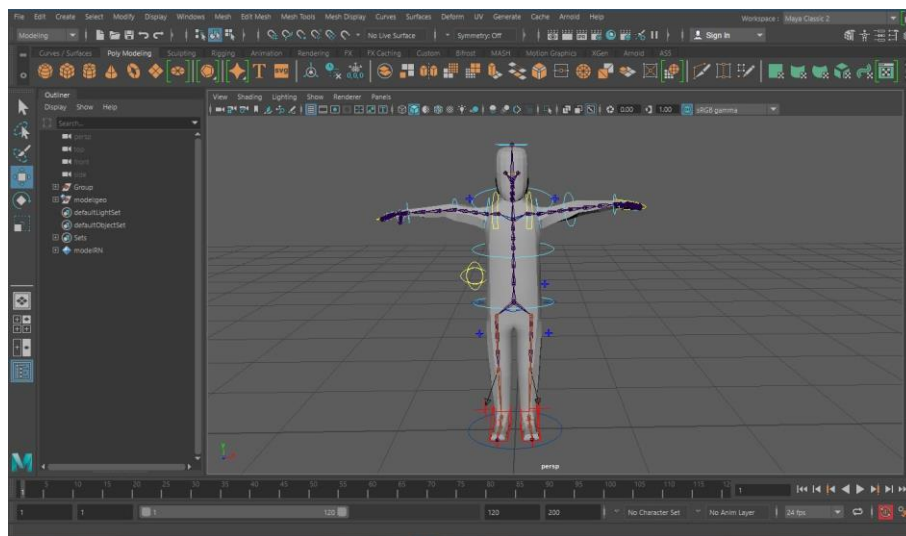 File Edit Create Select Modify Display Windows Mesh Edit Mesh Mesh Tools Mesh Display Curves Surfaces Deform UV Generate Cache Arnold Help Workspace : Maya Classic 2
Modeling No Live Surface Symmetry: Off Sign In
Curves / Surfaces Poly Modeling Sculpting Rigging Animation Rendering FX FX Caching Custom Bifrost MASH Motion Graphics XGen Arnold ASS
T SVG 0,0,0
Outliner
Display Show Help
Search...
persp
top
front
side
Group
modelgeo
defaultLightSet
defaultObjectSet
Sets
modelRN
View Shading Lighting Show Renderer Panels
0.00 1.00 sRGB gamma
persp
M
5 10 15 20 25 30 35 40 45 50 55 60 65 70 75 80 85 90 95 100 105 110 115 1
1 1 1 120 120 200 No Character Set No Anim Layer 24 fps